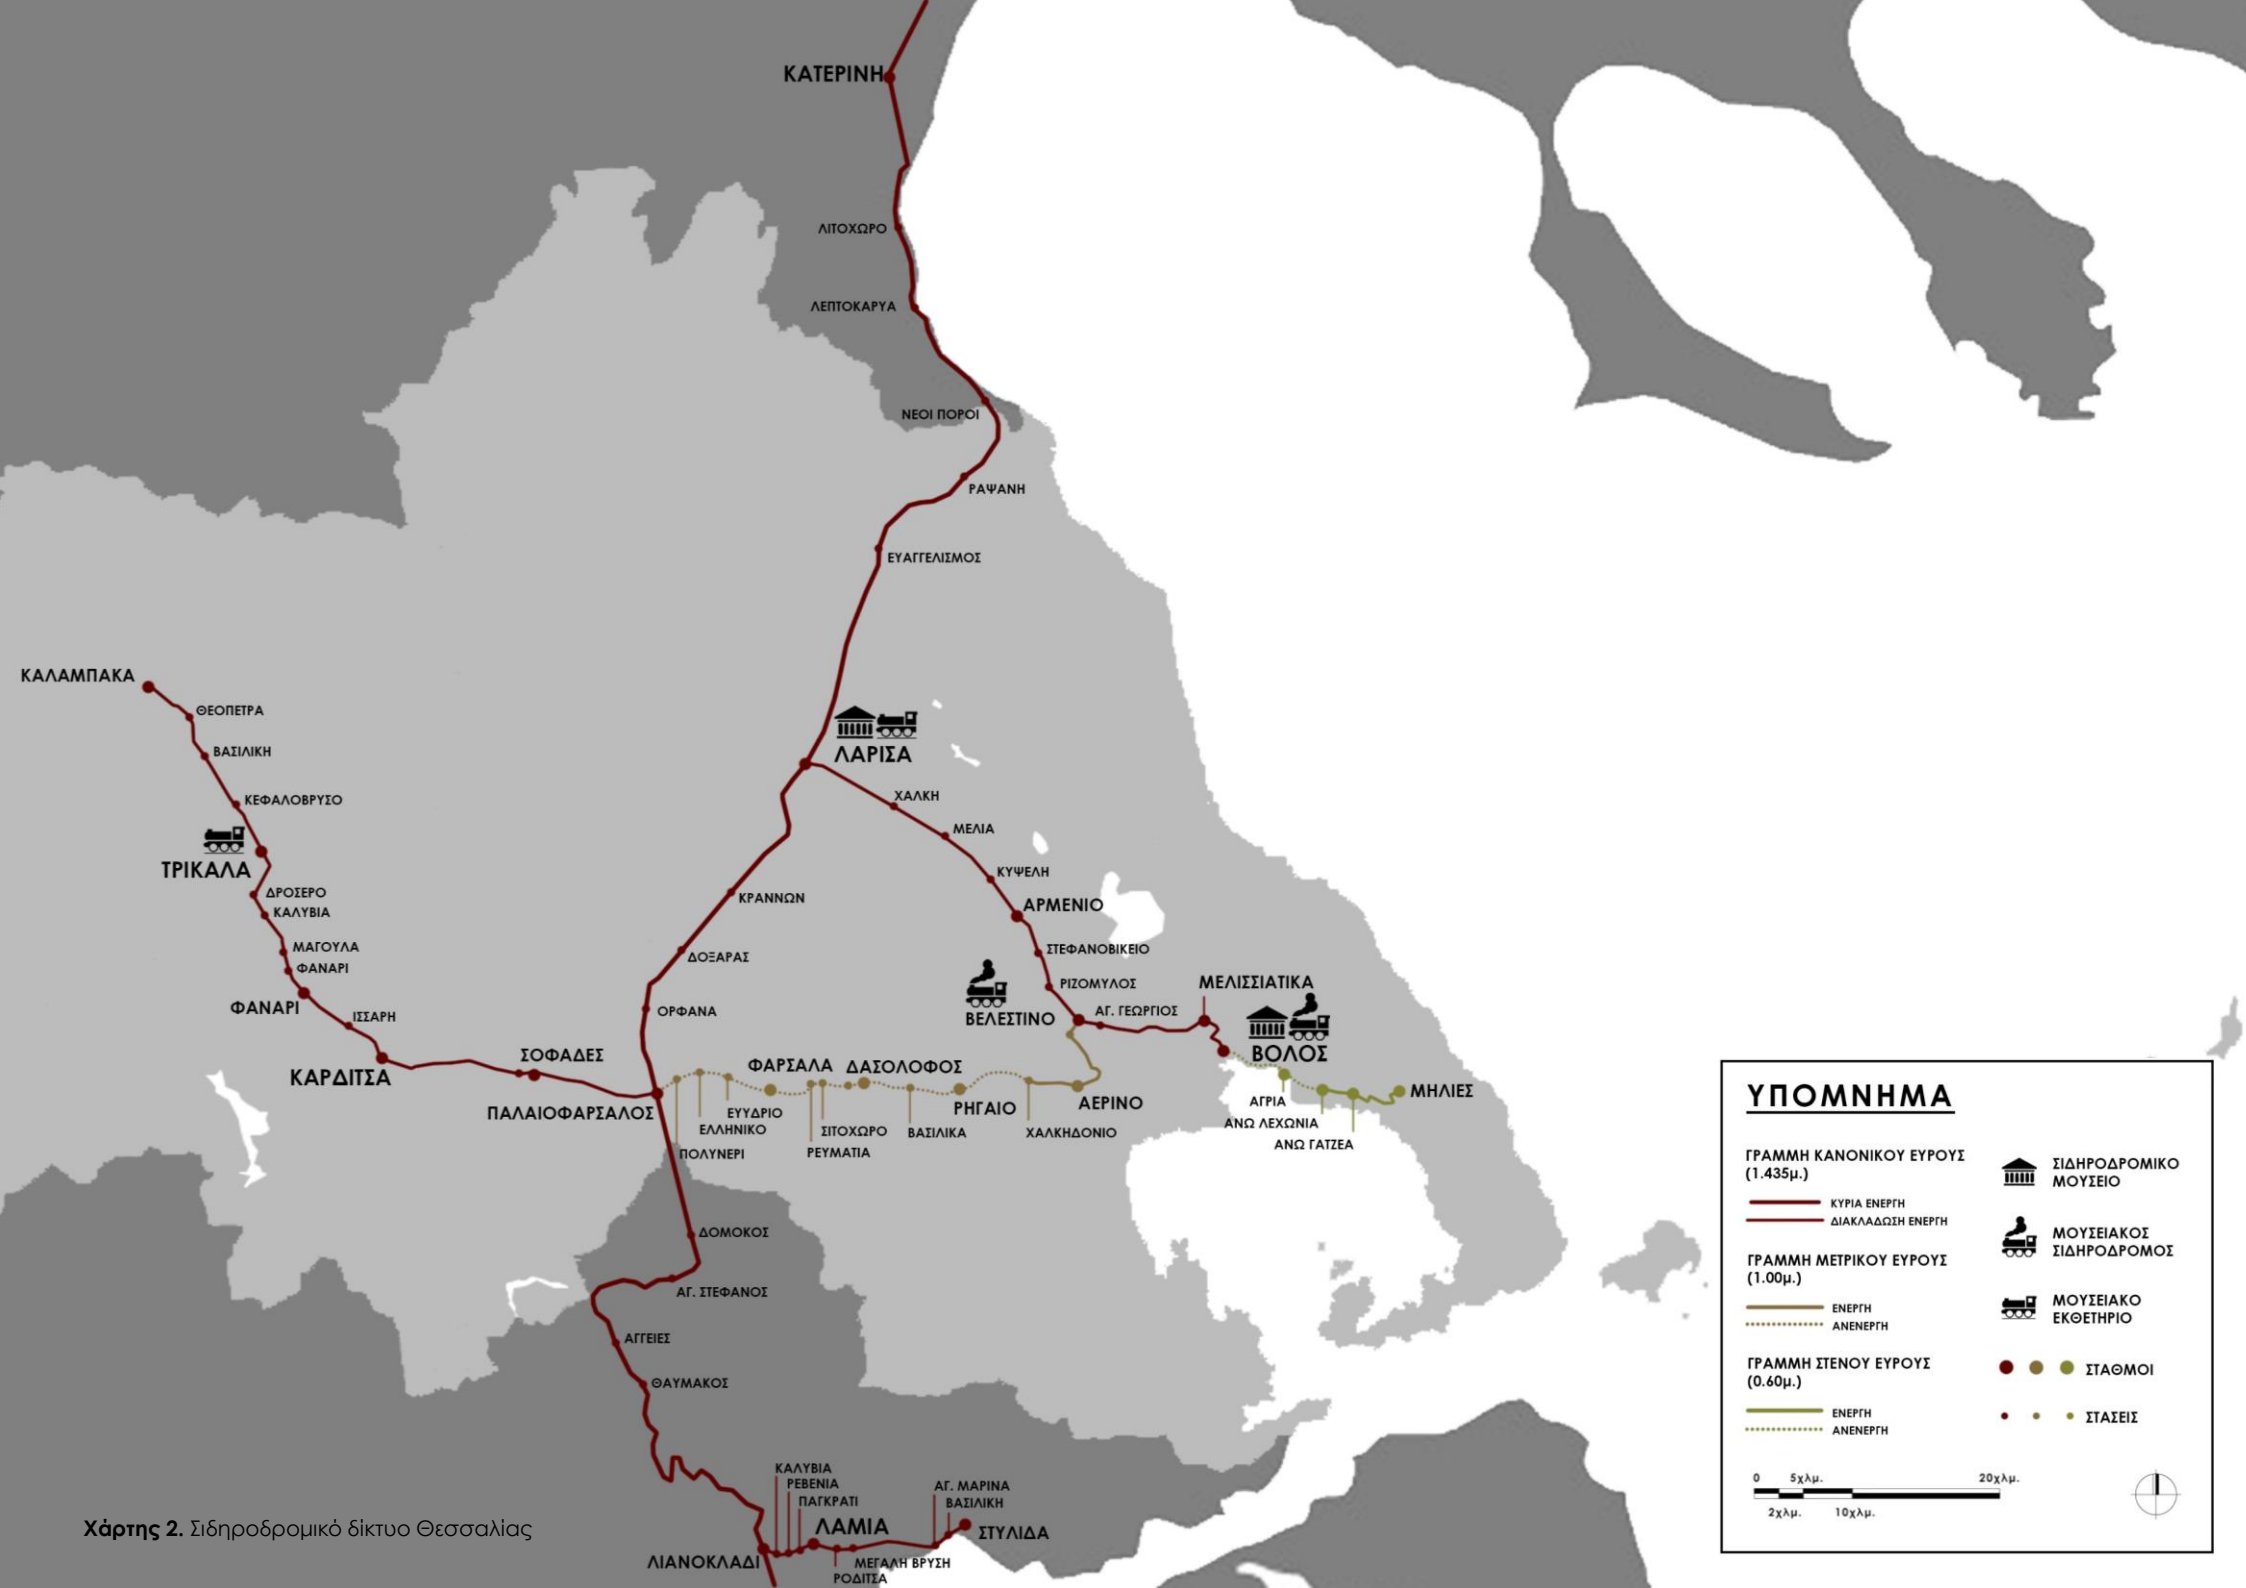 ΚΑΤΕΡΙΝΗ
ΛΙΤΟΧΩΡΟ
ΛΕΠΤΟΚΑΡΥΑ
ΝΕΟΙ ΠΟΡΟΙ
ΡΑΨΑΝΗ
ΕΥΑΓΓΕΛΙΣΜΟΣ
ΚΑΛΑΜΠΑΚΑ
ΘΕΟΠΕΤΡΑ
ΒΑΣΙΛΙΚΗ
ΚΕΦΑΛΟΒΡΥΣΟ
ΤΡΙΚΑΛΑ
ΔΡΟΣΕΡΟ
ΚΑΛΥΒΙΑ
ΜΑΓΟΥΛΑ
ΦΑΝΑΡΙ
ΦΑΝΑΡΙ
ΙΣΣΑΡΗ
ΚΑΡΔΙΤΣΑ
ΣΟΦΑΔΕΣ
ΠΑΛΑΙΟΦΑΡΣΑΛΟΣ
ΛΑΡΙΣΑ
ΚΡΑΝΝΩΝ
ΔΟΞΑΡΑΣ
ΟΡΦΑΝΑ
ΧΑΛΚΗ
ΜΕΛΙΑ
ΚΥΨΕΛΗ
ΑΡΜΕΝΙΟ
ΣΤΕΦΑΝΟΒΙΚΕΙΟ
ΡΙΖΟΜΥΛΟΣ
ΒΕΛΕΣΤΙΝΟ
ΑΓ. ΓΕΩΡΓΙΟΣ
ΜΕΛΙΣΣΙΑΤΙΚΑ
ΒΟΛΟΣ
ΑΓΡΙΑ
ΑΝΩ ΛΕΧΩΝΙΑ
ΑΝΩ ΓΑΤΖΕΑ
ΜΗΛΙΕΣ
ΦΑΡΣΑΛΑ
ΔΑΣΟΛΟΦΟΣ
ΡΗΓΑΙΟ
ΑΕΡΙΝΟ
ΕΥΥΔΡΙΟ
ΕΛΛΗΝΙΚΟ
ΠΟΛΥΝΕΡΙ
ΣΙΤΟΧΩΡΟ
ΡΕΥΜΑΤΙΑ
ΒΑΣΙΛΙΚΑ
ΧΑΛΚΗΔΟΝΙΟ
ΔΟΜΟΚΟΣ
ΑΓ. ΣΤΕΦΑΝΟΣ
ΑΓΓΕΙΕΣ
ΘΑΥΜΑΚΟΣ
ΚΑΛΥΒΙΑ
ΡΕΒΕΝΙΑ
ΠΑΓΚΡΑΤΙ
ΛΑΜΙΑ
ΛΙΑΝΟΚΛΑΔΙ
ΡΟΔΙΤΣΑ
ΜΕΓΑΛΗ ΒΡΥΣΗ
ΑΓ. ΜΑΡΙΝΑ
ΒΑΣΙΛΙΚΗ
ΣΤΥΛΙΔΑ
Χάρτης 2. Σιδηροδρομικό δίκτυο Θεσσαλίας
ΥΠΟΜΝΗΜΑ
ΓΡΑΜΜΗ ΚΑΝΟΝΙΚΟΥ ΕΥΡΟΥΣ
(1.435μ.)
ΚΥΡΙΑ ΕΝΕΡΓΗ
ΔΙΑΚΛΑΔΩΣΗ ΕΝΕΡΓΗ
ΓΡΑΜΜΗ ΜΕΤΡΙΚΟΥ ΕΥΡΟΥΣ
(1.00μ.)
ΕΝΕΡΓΗ
ΑΝΕΝΕΡΓΗ
ΓΡΑΜΜΗ ΣΤΕΝΟΥ ΕΥΡΟΥΣ
(0.60μ.)
ΕΝΕΡΓΗ
ΑΝΕΝΕΡΓΗ
ΣΙΔΗΡΟΔΡΟΜΙΚΟ
ΜΟΥΣΕΙΟ
ΜΟΥΣΕΙΑΚΟΣ
ΣΙΔΗΡΟΔΡΟΜΟΣ
ΜΟΥΣΕΙΑΚΟ
ΕΚΘΕΤΗΡΙΟ
ΣΤΑΘΜΟΙ
ΣΤΑΣΕΙΣ
0 5χλμ. 20χλμ.
2χλμ. 10χλμ.